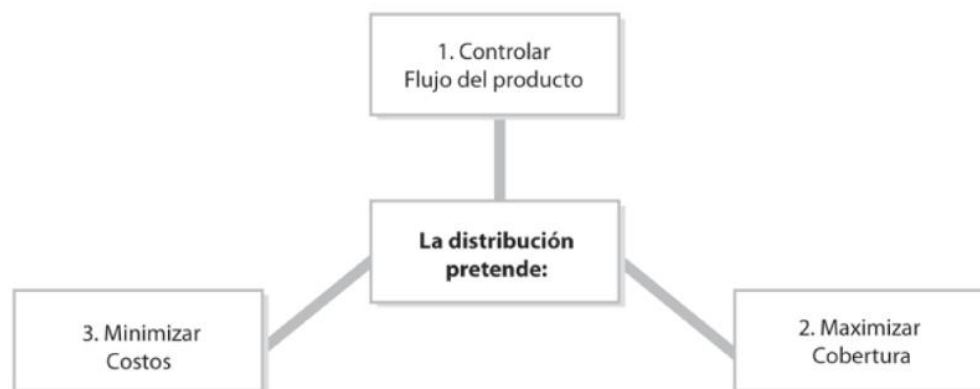 1. Controlar
Flujo del producto
La distribución
pretende:
3. Minimizar
Costos
2. Maximizar
Cobertura